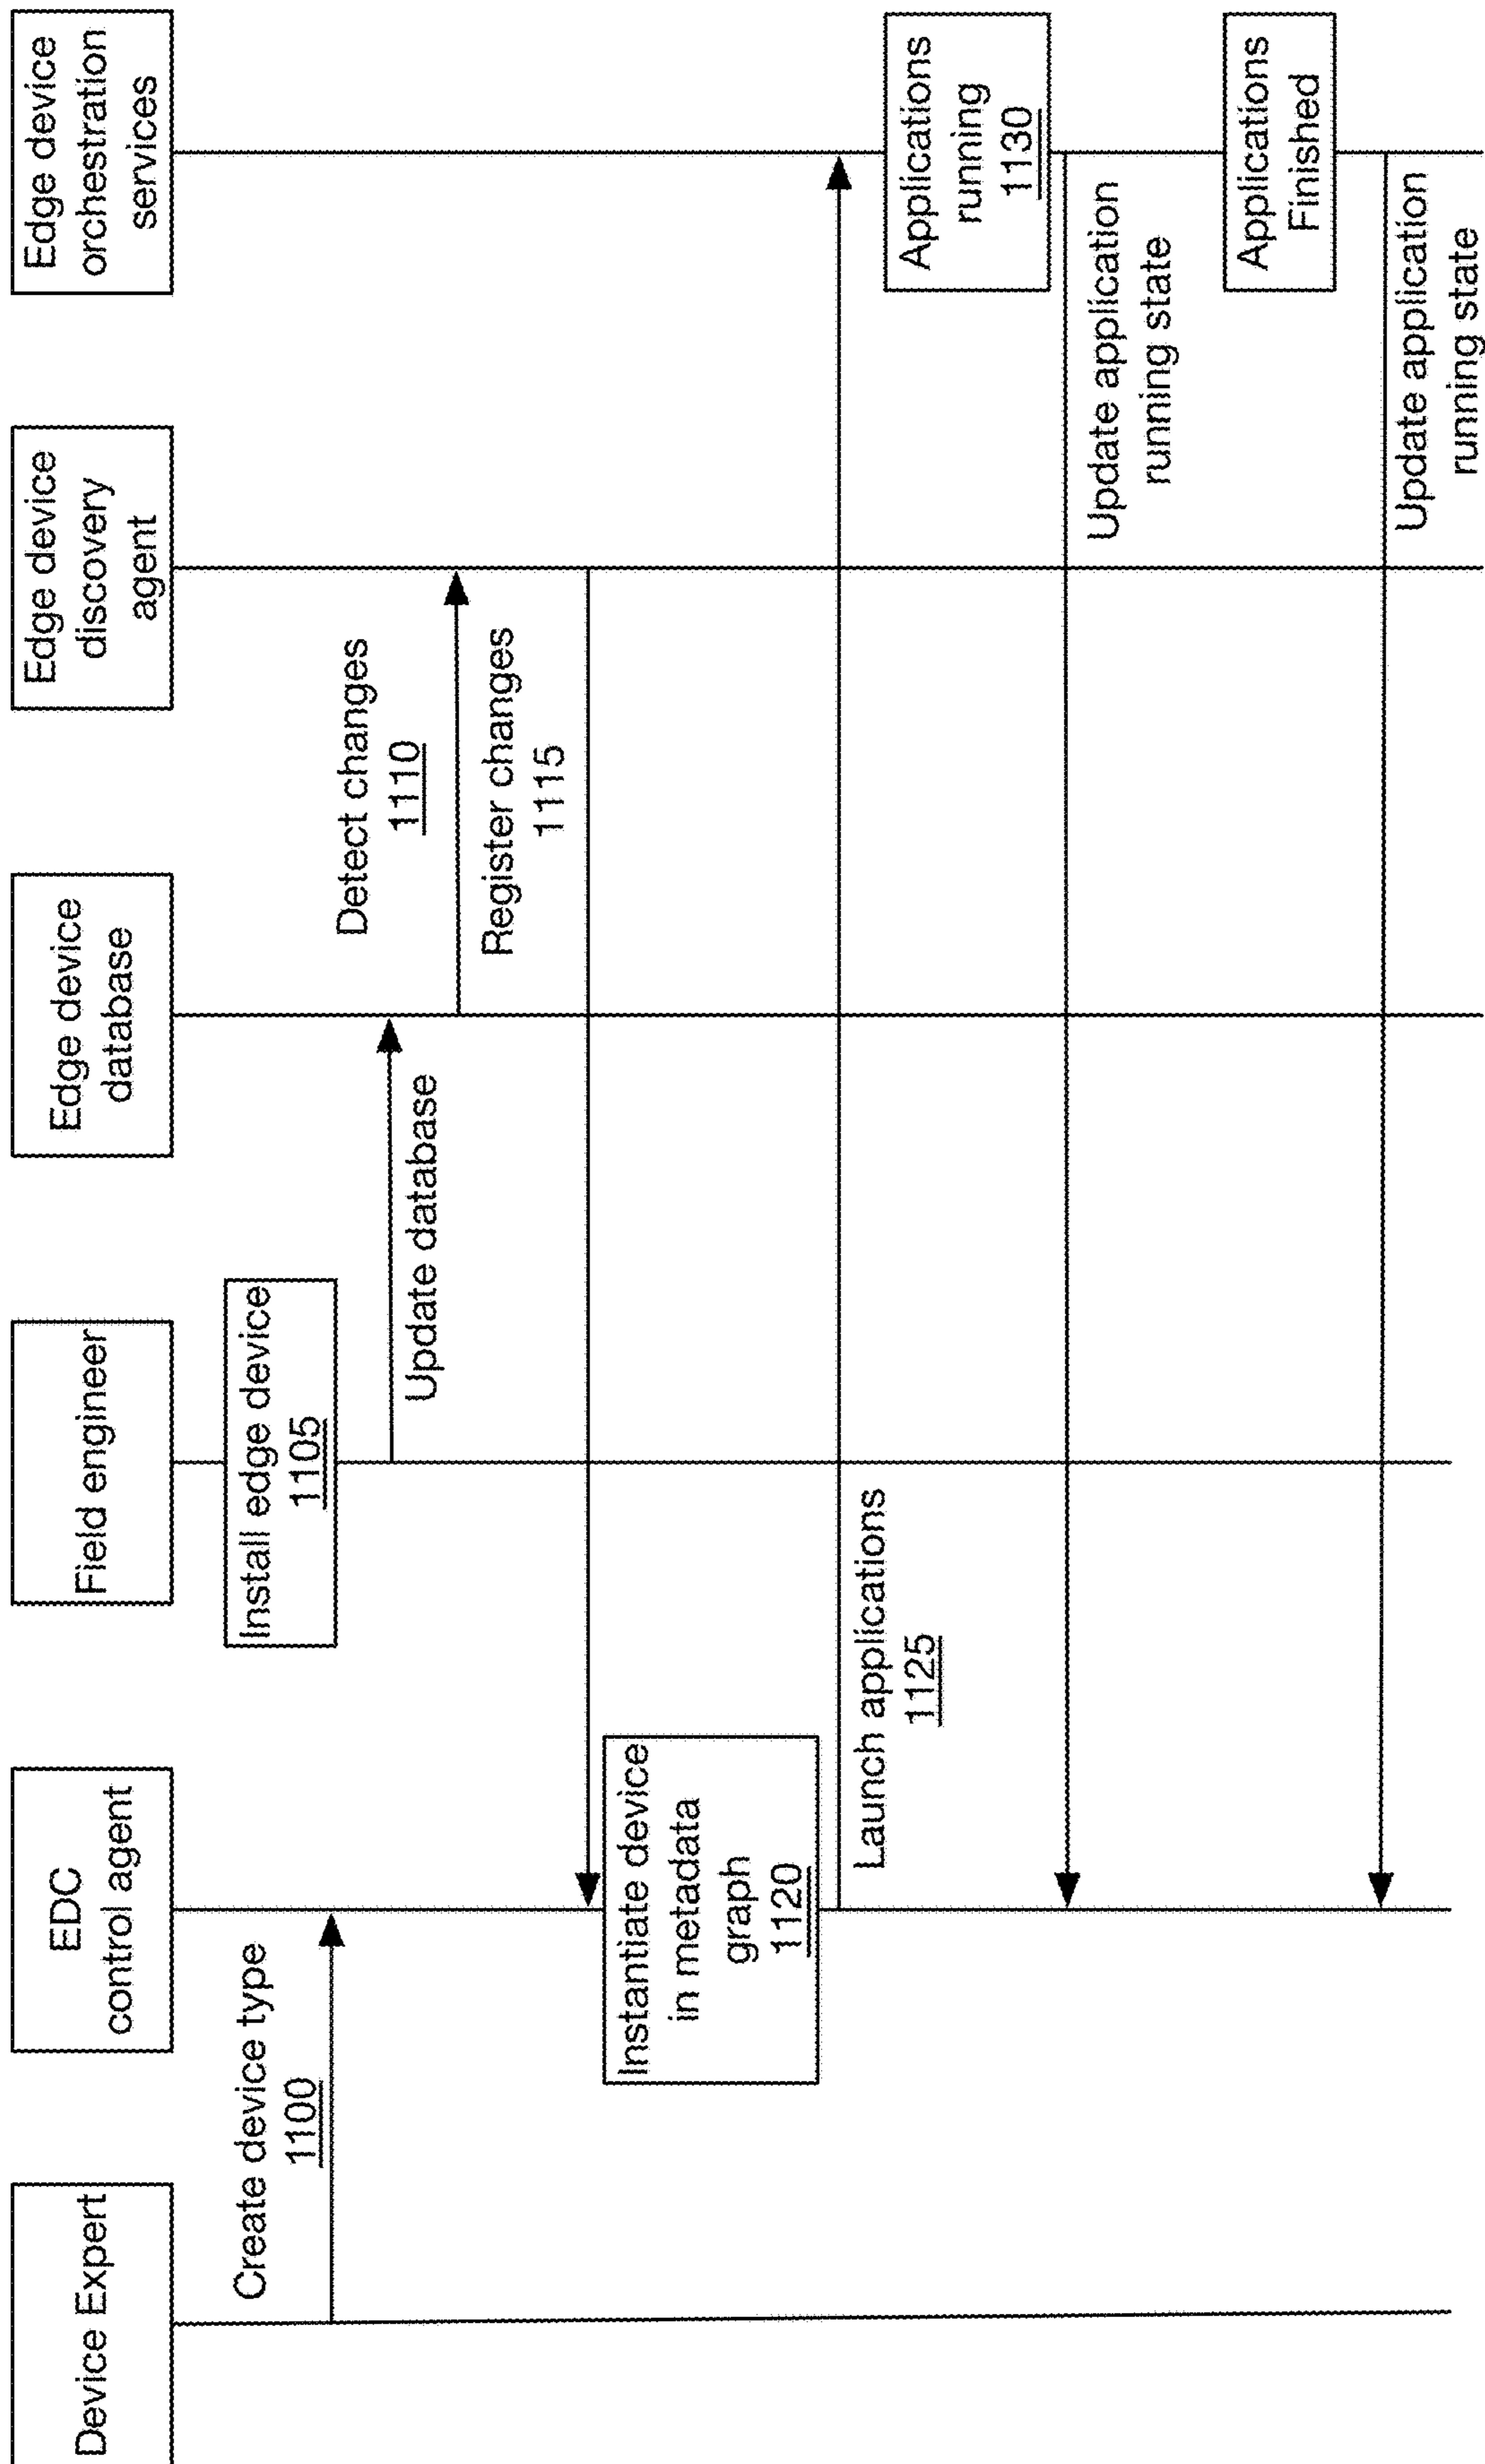 Device Expert
EDC
control agent
Field engineer
Edge device
database
Edge device
discovery
agent
Edge device
orchestration
services
Create device type
1100
Install edge device
1105
Update database
Detect changes
1110
Register changes
1115
Instantiate device
in metadata
graph
1120
Launch applications
1125
Applications
running
1130
Update application
running state
Applications
Finished
Update application
running state